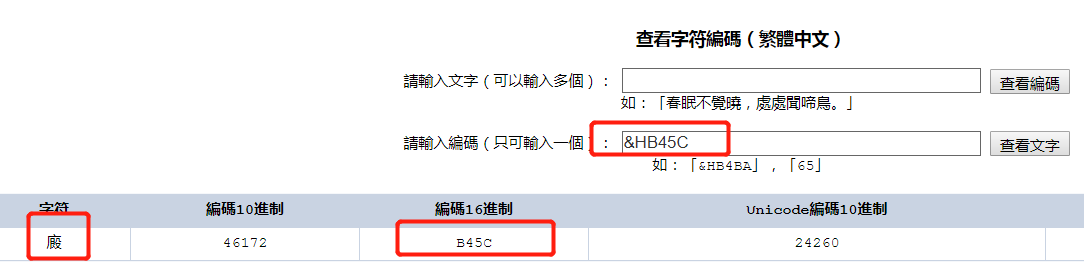 查看字符編碼（繁體中文）
請輸入文字（可以輸入多個）： 查看編碼
如：「春眠不覺曉，處處聞啼鳥。」
請輸入編碼（只可輸入一個）： &HB45C 查看文字
如：「&HB4BA」，「65」
字符 編碼10進制 編碼16進制 Unicode編碼10進制
廄 46172 B45C 24260